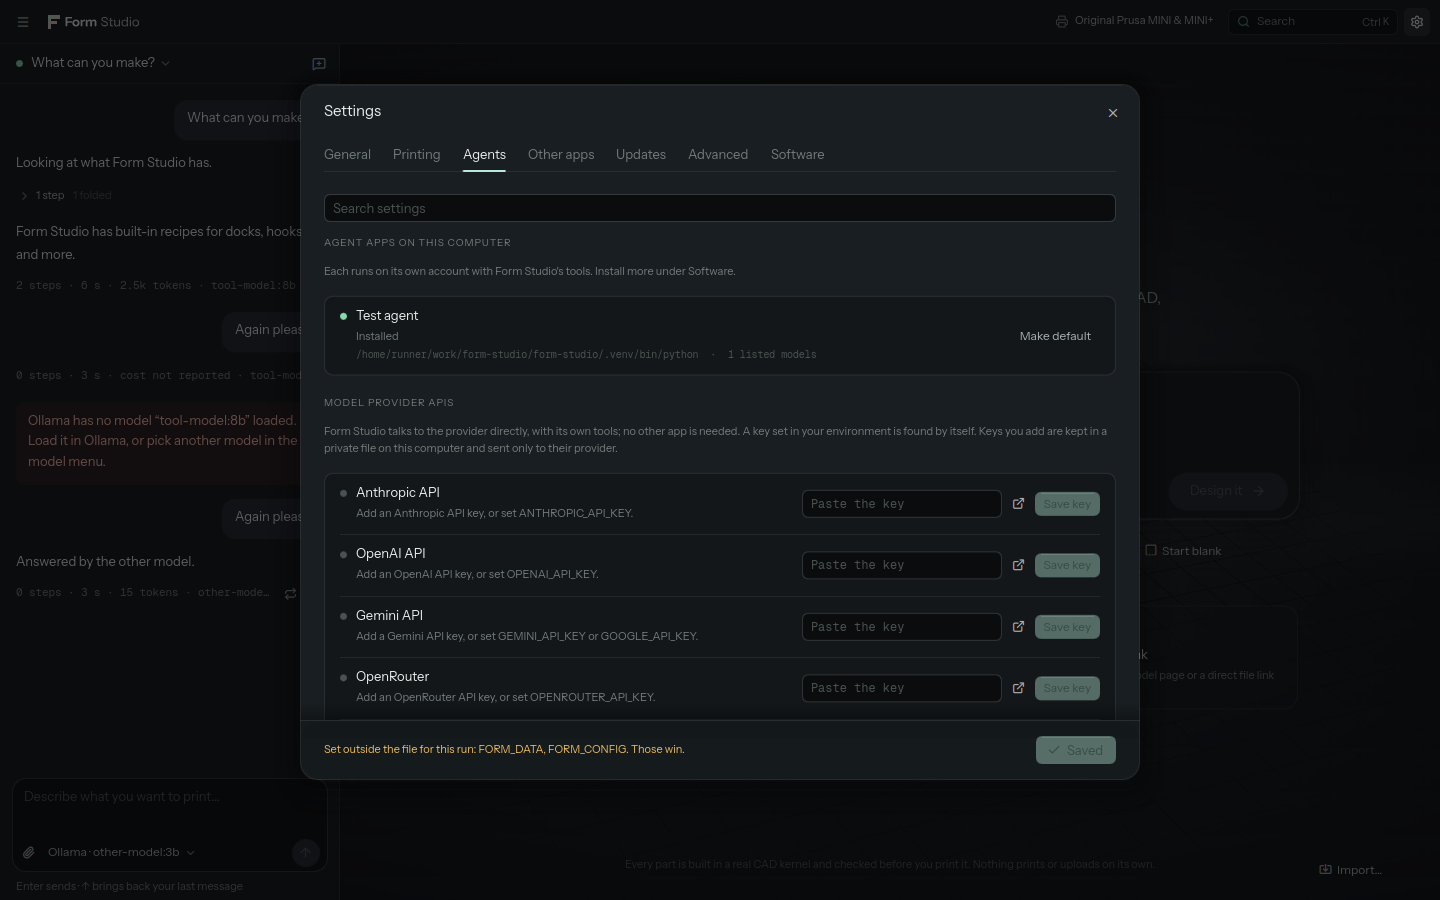 Form Studio
Original Prusa MINI & MINI+
Search
Ctrl K
What can you make?
What can you make
Looking at what Form Studio has.
1 step 1 folded
Form Studio has built-in recipes for docks, hooks
and more.
2 steps · 6 s · 2.5k tokens · tool-model:8b
Again pleas
0 steps · 3 s · cost not reported · tool-mod
Ollama has no model “tool-model:8b” loaded.
Load it in Ollama, or pick another model in the
model menu.
Again pleas
Answered by the other model.
0 steps · 3 s · 15 tokens · other-mode…
Describe what you want to print…
Ollama · other-model:3b
Enter sends · ↑ brings back your last message
Settings
General
Printing
Agents
Other apps
Updates
Advanced
Software
Search settings
AGENT APPS ON THIS COMPUTER
Each runs on its own account with Form Studio's tools. Install more under Software.
Test agent
Installed
/home/runner/work/form-studio/form-studio/.venv/bin/python · 1 listed models
Make default
MODEL PROVIDER APIS
Form Studio talks to the provider directly, with its own tools; no other app is needed. A key set in your environment is found by itself. Keys you add are kept in a
private file on this computer and sent only to their provider.
Anthropic API
Add an Anthropic API key, or set ANTHROPIC_API_KEY.
Paste the key
Save key
OpenAI API
Add an OpenAI API key, or set OPENAI_API_KEY.
Paste the key
Save key
Gemini API
Add a Gemini API key, or set GEMINI_API_KEY or GOOGLE_API_KEY.
Paste the key
Save key
OpenRouter
Add an OpenRouter API key, or set OPENROUTER_API_KEY.
Paste the key
Save key
Set outside the file for this run: FORM_DATA, FORM_CONFIG. Those win.
Saved
AD,
Design it
Start blank
nk
odel page or a direct file link
Every part is built in a real CAD kernel and checked before you print it. Nothing prints or uploads on its own.
Import…